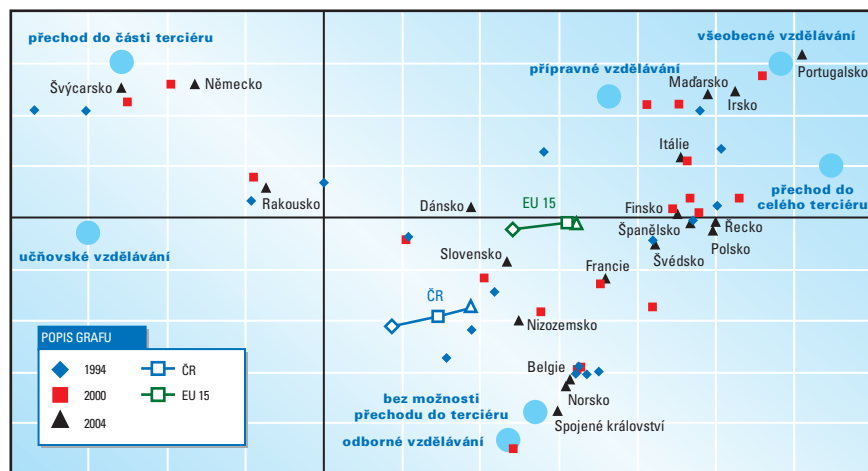 přechod do části terciéru
všeobecné vzdělávání
Švýcarsko
Německo
přípravné vzdělávání
Maďarsko
Portugalsko
Irsko
Itálie
Rakousko
Dánsko
EU 15
přechod do
celého terciéru
Finsko
Španělsko
Řecko
Polsko
učňovské vzdělávání
Slovensko
Švédsko
Francie
ČR
Nizozemsko
POPIS GRAFU
1994
ČR
2000
EU 15
2004
Belgie
Norsko
bez možnosti
přechodu do terciéru
Spojené království
odborné vzdělávání